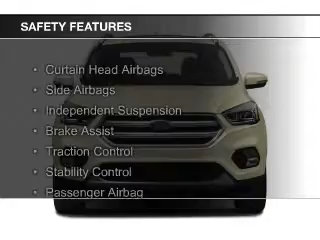 SAFETY FEATURES
• Curtain Head Airbags
• Side Airbags
• Independent Suspension
• Brake Assist
• Traction Control
• Stability Control
• Passenger Airbag